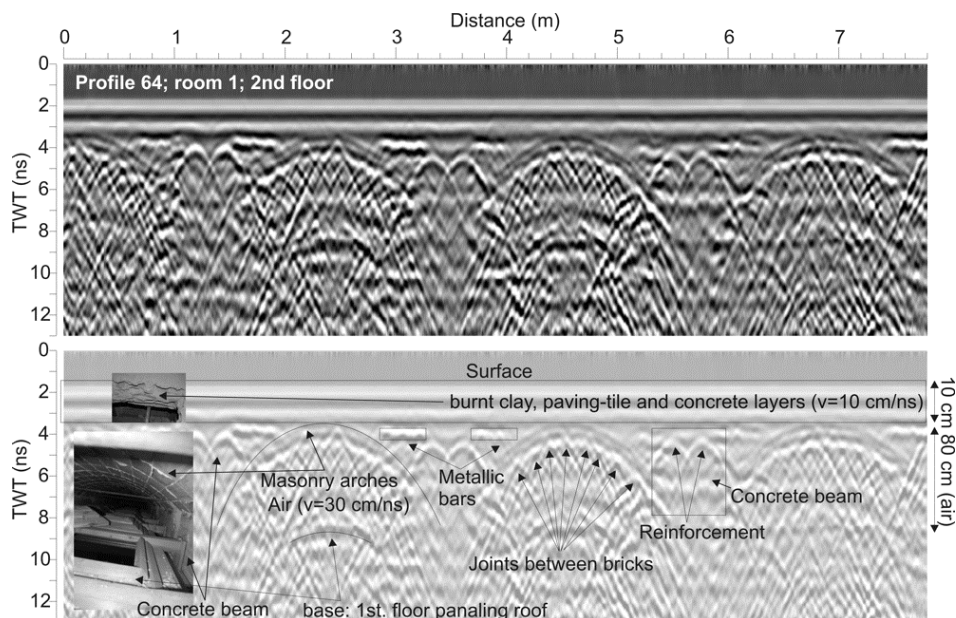 Distance (m)
0 1 2 3 4 5 6 7
Profile 64; room 1; 2nd floor
TWT (ns)
0
2
4
6
8
10
12
Surface
burnt clay, paving-tile and concrete layers (v=10 cm/ns)
10 cm
80 cm (air)
Masonry arches
Air (v=30 cm/ns)
Metallic
bars
Concrete beam
Reinforcement
Joints between bricks
Concrete beam
base: 1st. floor panaling roof
TWT (ns)
0
2
4
6
8
10
12